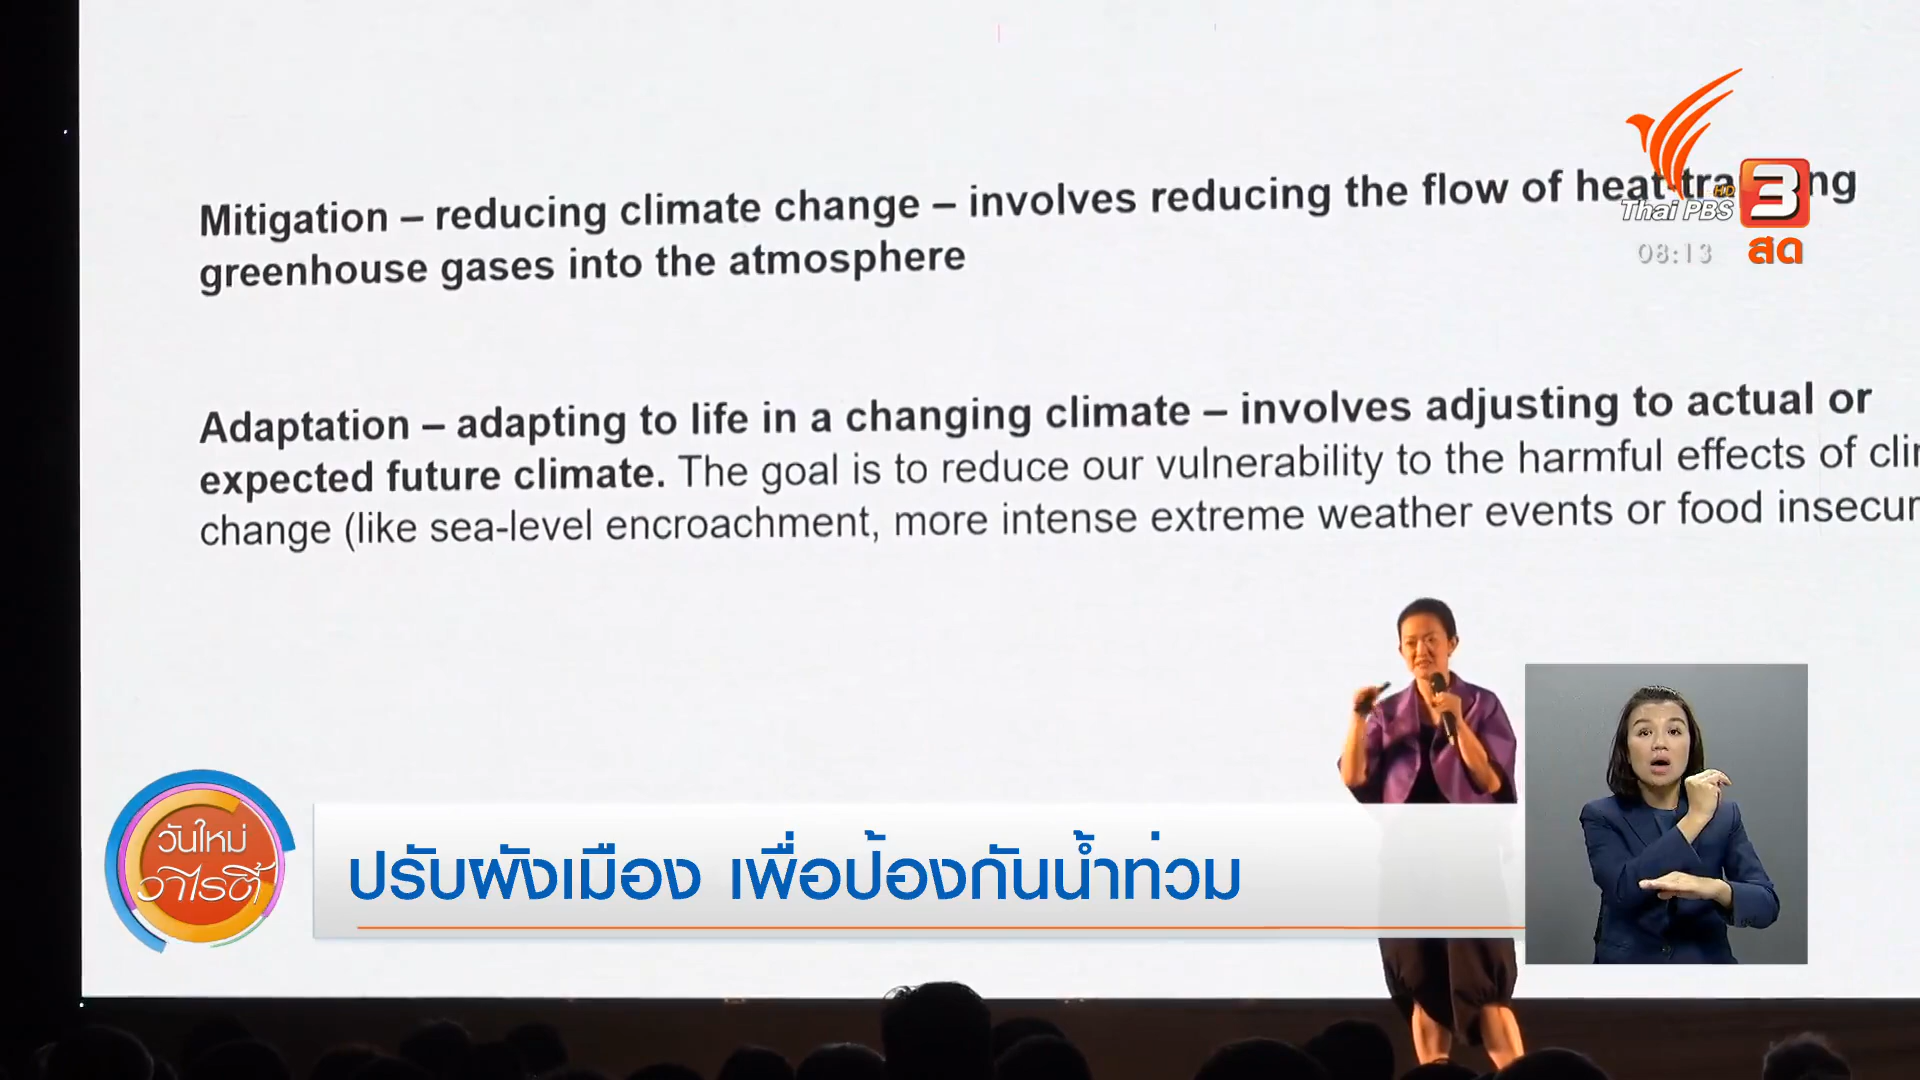 Mitigation – reducing climate change – involves reducing the flow of heat-tra ng
greenhouse gases into the atmosphere
Adaptation – adapting to life in a changing climate – involves adjusting to actual or
expected future climate. The goal is to reduce our vulnerability to the harmful effects of cli
change (like sea-level encroachment, more intense extreme weather events or food insecur
HD
Thai PBS 3
08:13 สด
วันใหม่
วาไรตี้
ปรับผังเมือง เพื่อป้องกันน้ำท่วม